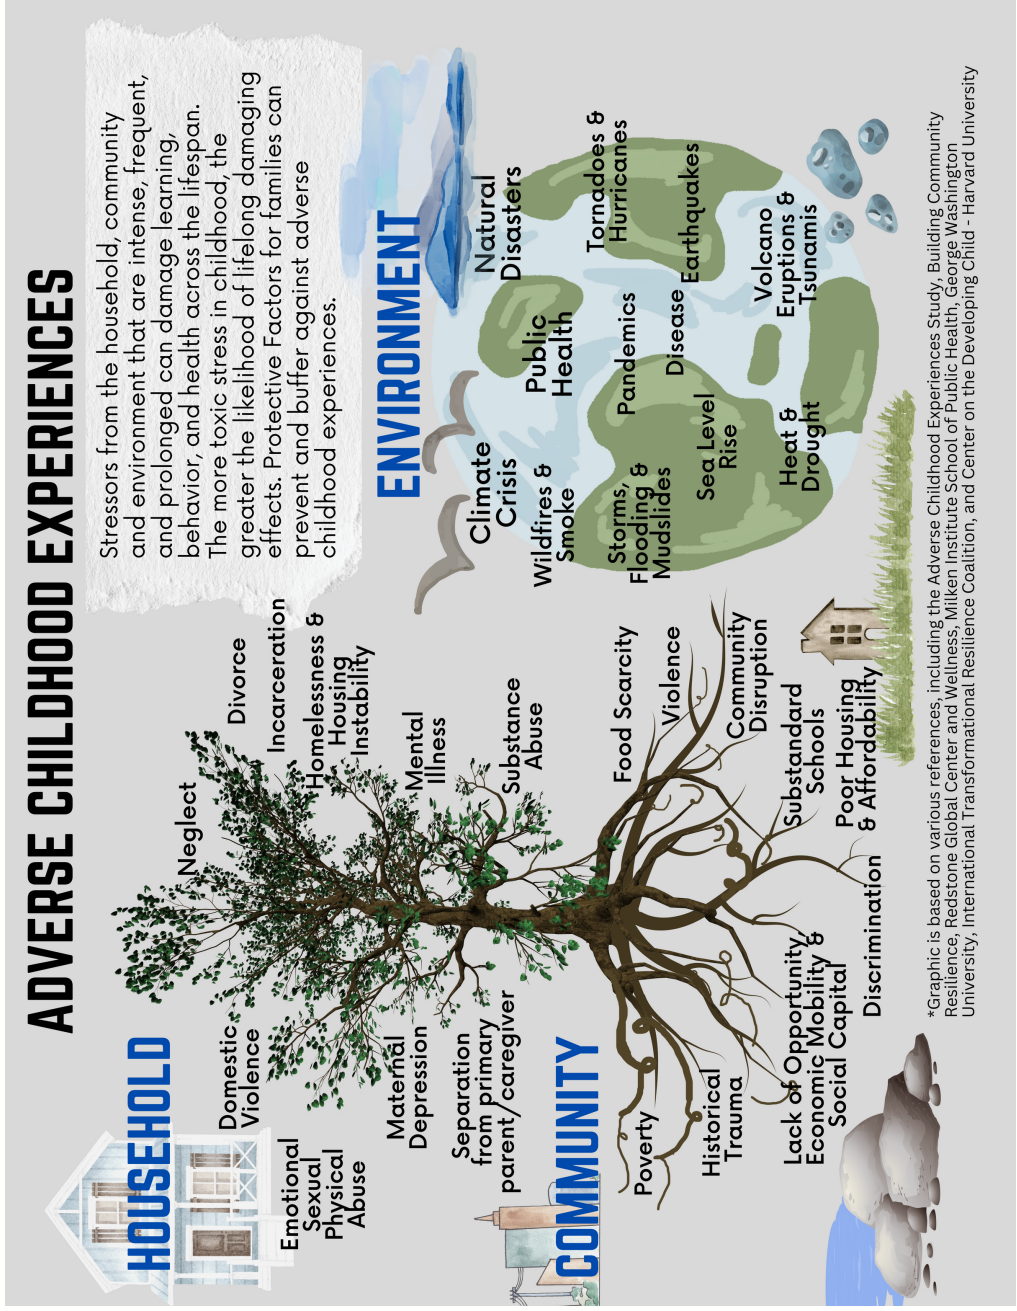 ADVERSE CHILDHOOD EXPERIENCES
Stressors from the household, community
and environment that are intense, frequent,
and prolonged can damage learning,
behavior, and health across the lifespan.
The more toxic stress in childhood, the
greater the likelihood of lifelong damaging
effects. Protective Factors for families can
prevent and buffer against adverse
childhood experiences.
HOUSEHOLD
Neglect
Divorce
Incarceration
Homelessness &
Housing
Instability
Mental
Illness
Substance
Abuse
Domestic
Violence
Emotional
Sexual
Physical
Abuse
Maternal
Depression
Separation
from primary
parent/caregiver
COMMUNITY
Poverty
Historical
Trauma
Lack of Opportunity,
Economic Mobility &
Social Capital
Discrimination
Food Scarcity
Violence
Community
Disruption
Substandard
Schools
Poor Housing
& Affordability
ENVIRONMENT
Climate
Crisis
Wildfires &
Smoke
Storms,
Flooding &
Mudslides
Sea Level
Rise
Heat &
Drought
Public
Health
Pandemics
Disease
Natural
Disasters
Tornadoes &
Hurricanes
Earthquakes
Volcano
Eruptions &
Tsunamis
*Graphic is based on various references, including the Adverse Childhood Experiences Study, Building Community
Resilience, Redstone Global Center and Wellness, Milken Institute School of Public Health, George Washington
University, International Transformational Resilience Coalition, and Center on the Developing Child - Harvard University